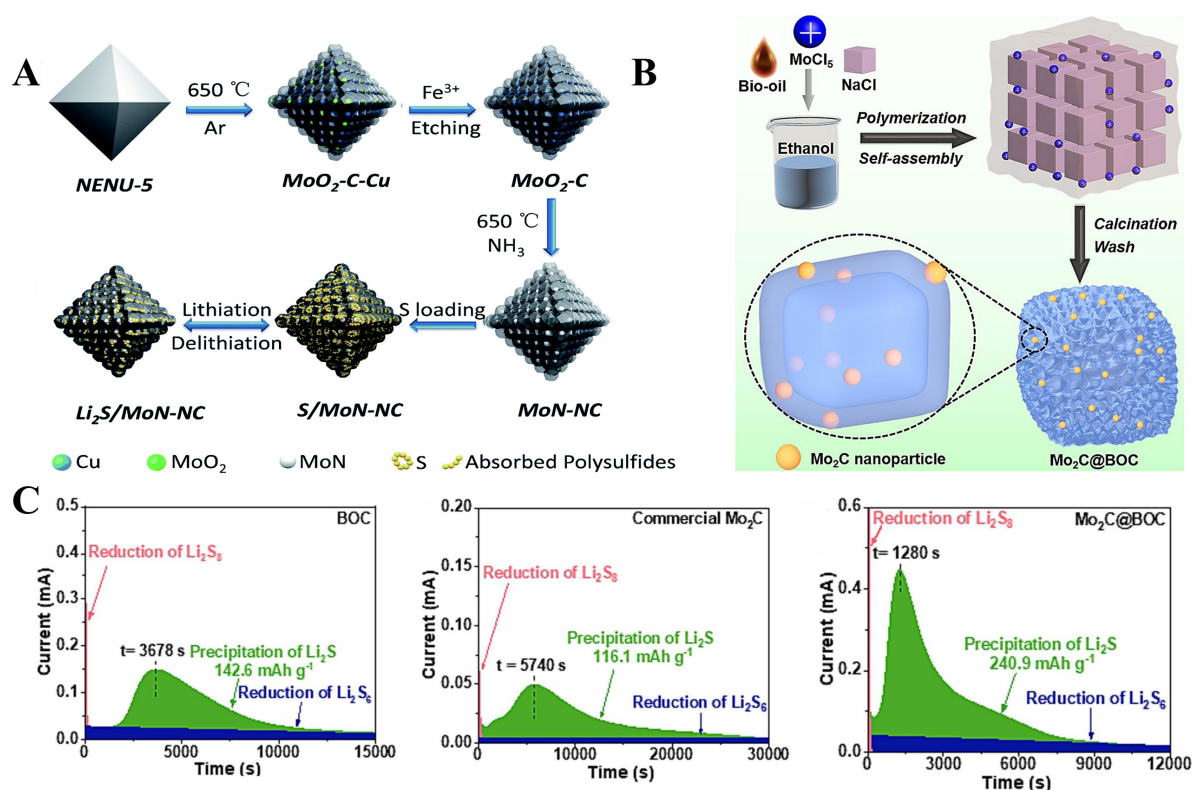 A
650 ℃
Ar
Fe³⁺
Etching
NENU-5
MoO₂-C-Cu
MoO₂-C
650 ℃
NH₃
Lithiation
Delithiation
S loading
Li₂S/MoN-NC
S/MoN-NC
MoN-NC
Cu
MoO₂
MoN
S
Absorbed Polysulfides
B
Bio-oil
+
MoCl₅
NaCl
Ethanol
Polymerization
Self-assembly
Calcination
Wash
Mo₂C nanoparticle
Mo₂C@BOC
C
BOC
Reduction of Li₂S₈
t= 3678 s
Precipitation of Li₂S
142.6 mAh g⁻¹
Reduction of Li₂S₆
Current (mA)
0.5
0.4
0.3
0.2
0.1
0.0
0
5000
10000
15000
Time (s)
Commercial Mo₂C
Reduction of Li₂S₈
t= 5740 s
Precipitation of Li₂S
116.1 mAh g⁻¹
Reduction of Li₂S₆
Current (mA)
0.20
0.15
0.10
0.05
0.00
0
10000
20000
30000
Time (s)
Mo₂C@BOC
Reduction of Li₂S₈
t= 1280 s
Precipitation of Li₂S
240.9 mAh g⁻¹
Reduction of Li₂S₆
Current (mA)
0.6
0.4
0.2
0.0
0
3000
6000
9000
12000
Time (s)